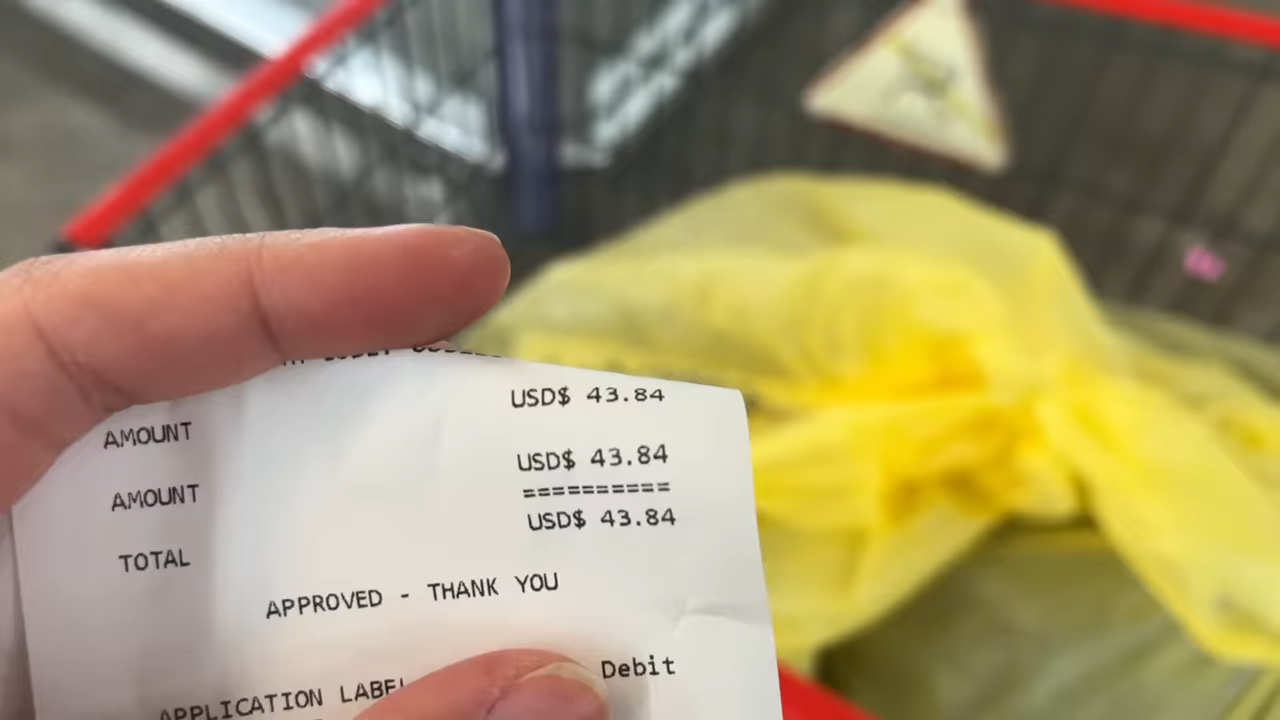 USD$ 43.84
AMOUNT
USD$ 43.84
AMOUNT
==========
USD$ 43.84
TOTAL
APPROVED - THANK YOU
Debit
APPLICATION LABEL